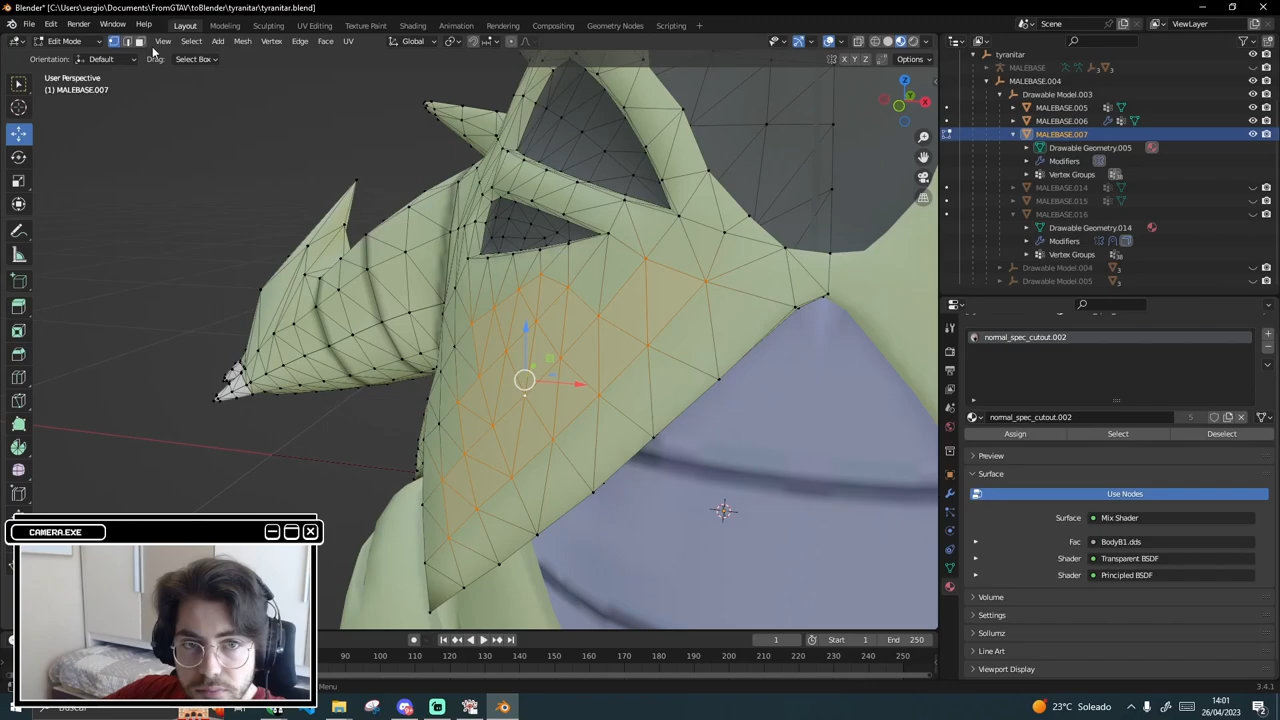 Blender* [C:\Users\sergio\Documents\FromGTAV\toBlender\tyranitar\tyranitar.blend]
File Edit Render Window Help Layout Modeling Sculpting UV Editing Texture Paint Shading Animation Rendering Compositing Geometry Nodes Scripting Scene ViewLayer
Edit Mode View Select Add Mesh Vertex Edge Face UV Global
Orientation: Default Drag: Select Box X Y Z Options
User Perspective
(1) MALEBASE.007
tyranitar
MALEBASE
MALEBASE.004
Drawable Model.003
MALEBASE.005
MALEBASE.006
MALEBASE.007
Drawable Geometry.005
Modifiers
Vertex Groups
MALEBASE.014
MALEBASE.015
MALEBASE.016
Drawable Geometry.014
Modifiers
Vertex Groups
Drawable Model.004
Drawable Model.005
normal_spec_cutout.002
normal_spec_cutout.002 5
Assign Select Deselect
Preview
Surface
Use Nodes
Surface Mix Shader
Fac BodyB1.dds
Shader Transparent BSDF
Shader Principled BSDF
Volume
Settings
Sollumz
Line Art
Viewport Display
CAMERA.EXE
1 Start 1 End 250
90 100 110 120 130 140 150 160 170 180 190 200 210 220 230 240 250
Menu
3.4.1
Buscar
23°C Soleado
14:01
26/04/2023